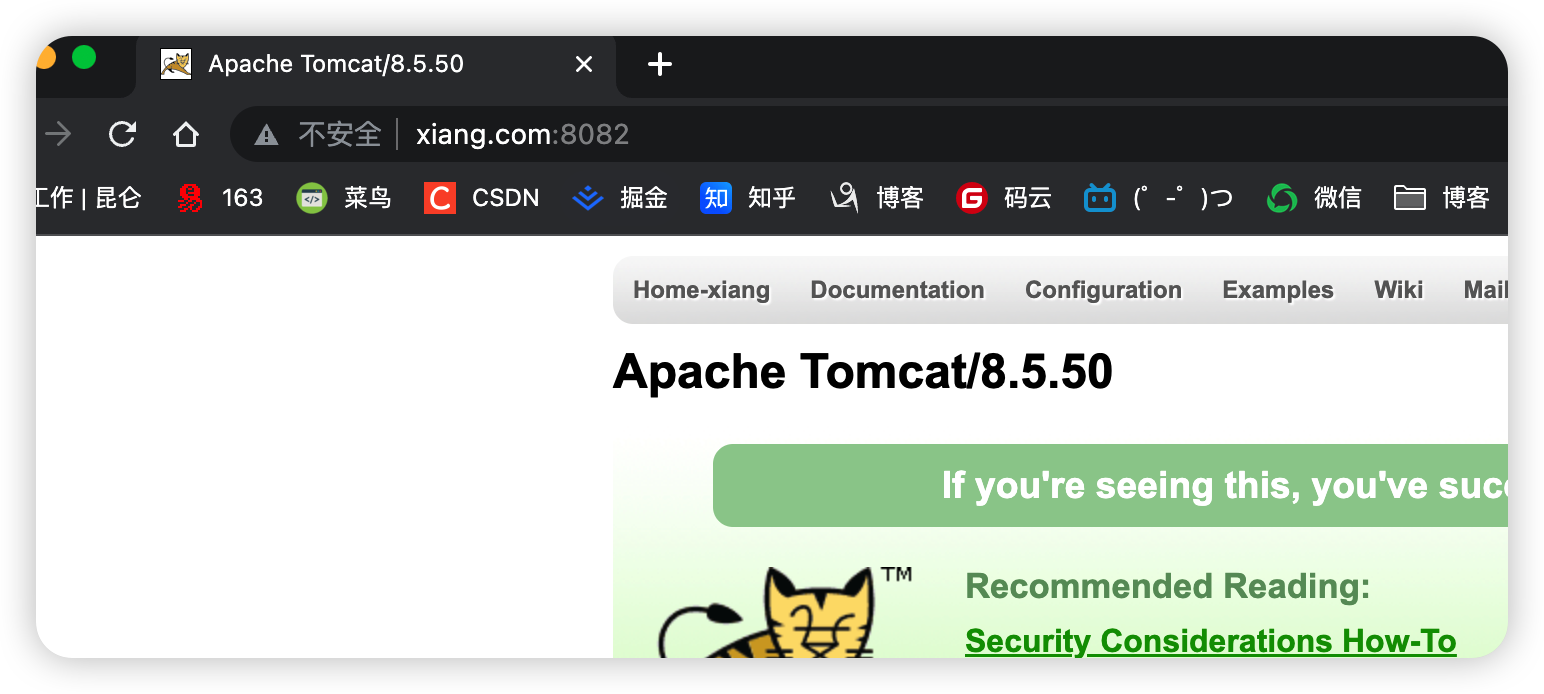 Apache Tomcat/8.5.50
不安全 xiang.com:8082
工作 | 昆仑 163 菜鸟 C CSDN 掘金 知 知乎 博客 G 码云 (゜-゜)つ 微信 博客
Home-xiang Documentation Configuration Examples Wiki Mail
Apache Tomcat/8.5.50
If you're seeing this, you've succ
TM
Recommended Reading:
Security Considerations How-To